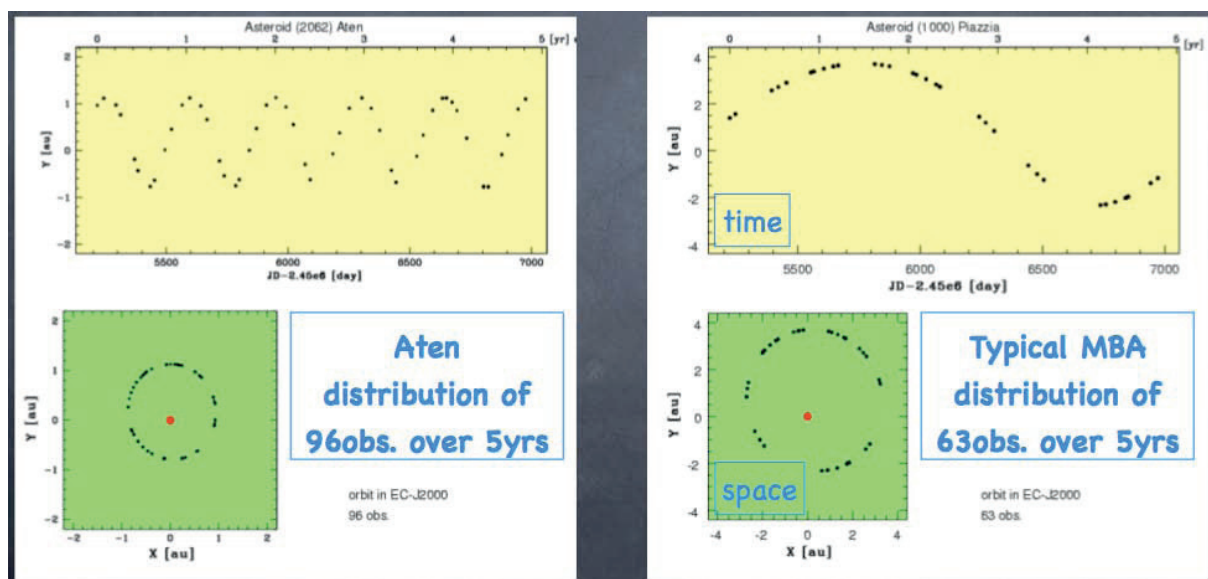 Asteroid (2062) Aten
0 1 2 3 4 5 [yr]
2
1
0
-1
-2
Y [au]
5500 6000 6500 7000
JD-2.45e6 [day]
2
1
0
-1
-2
Y [au]
-2 -1 0 1 2
X [au]
Aten
distribution of
96obs. over 5yrs
orbit in EC-J2000
96 obs.
Asteroid (1000) Piazzia
0 1 2 3 4 5 [yr]
4
2
0
-2
-4
Y [au]
time
5500 6000 6500 7000
JD-2.45e6 [day]
4
2
0
-2
-4
Y [au]
space
-4 -2 0 2 4
X [au]
Typical MBA
distribution of
63obs. over 5yrs
orbit in EC-J2000
63 obs.